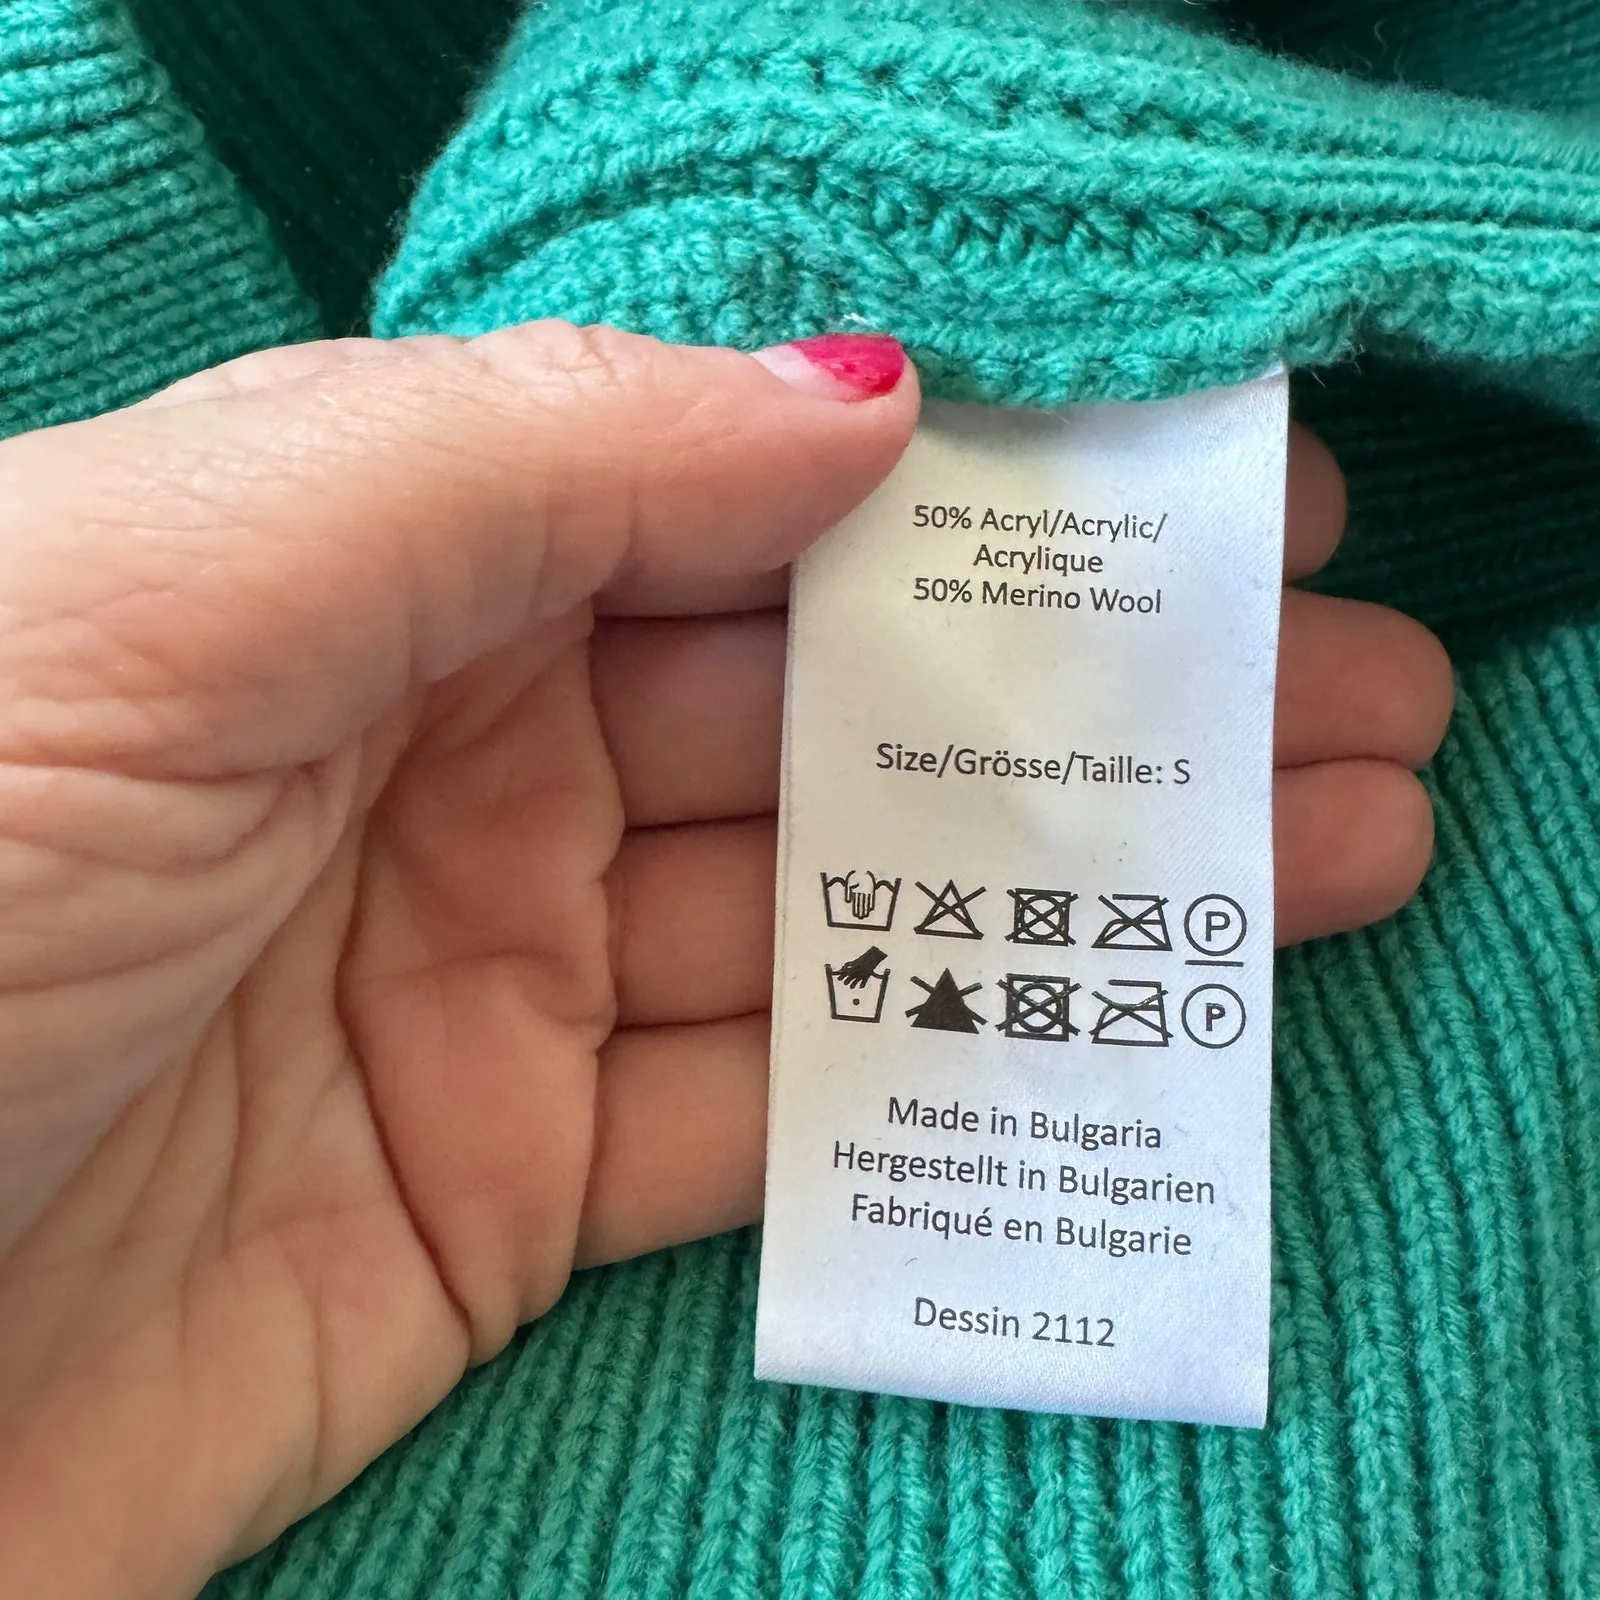 50% Acryl/Acrylic/
Acrylique
50% Merino Wool
Size/Grösse/Taille: S
P
P
Made in Bulgaria
Hergestellt in Bulgarien
Fabriqué en Bulgarie
Dessin 2112